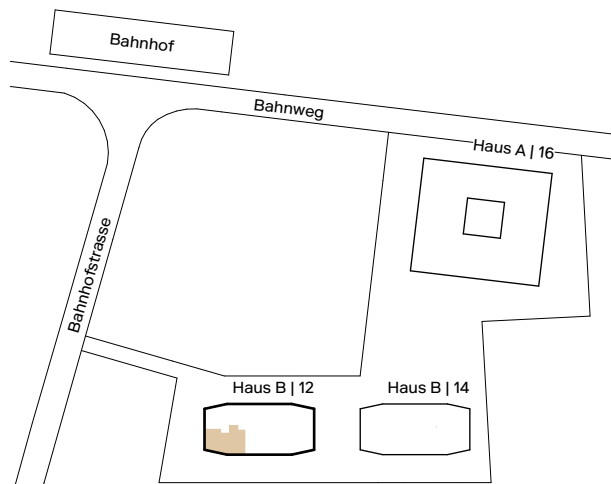 Bahnhof
Bahnweg
Haus A | 16
Bahnhofstrasse
Haus B | 12
Haus B | 14